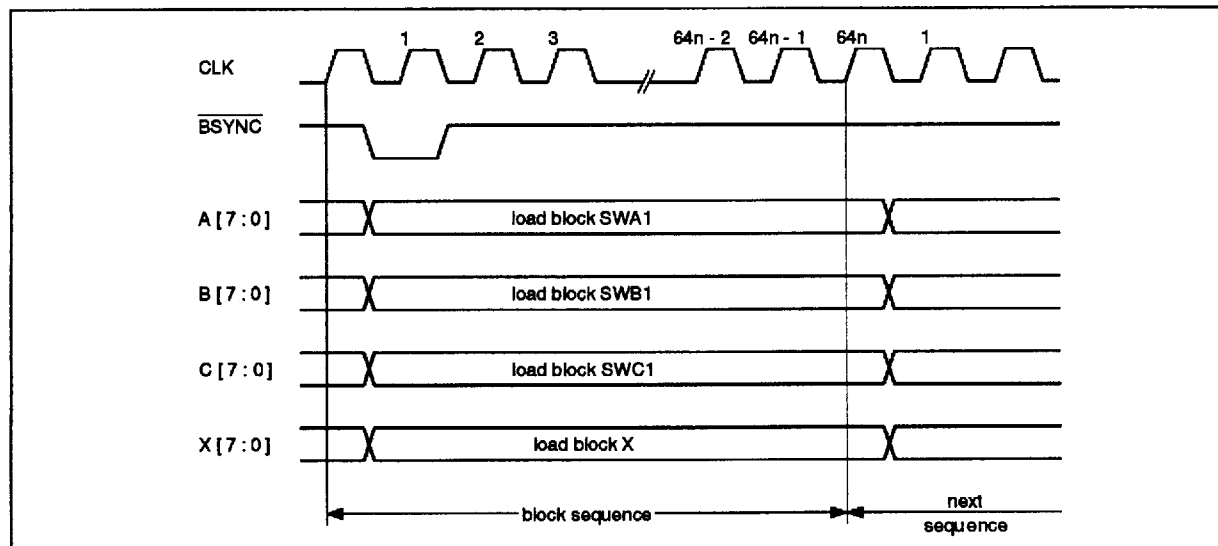 1 2 3 64n - 2 64n - 1 64n 1
CLK
BSYNC
A [ 7 : 0 ] load block SWA1
B [ 7 : 0 ] load block SWB1
C [ 7 : 0 ] load block SWC1
X [ 7 : 0 ] load block X
block sequence next
sequence